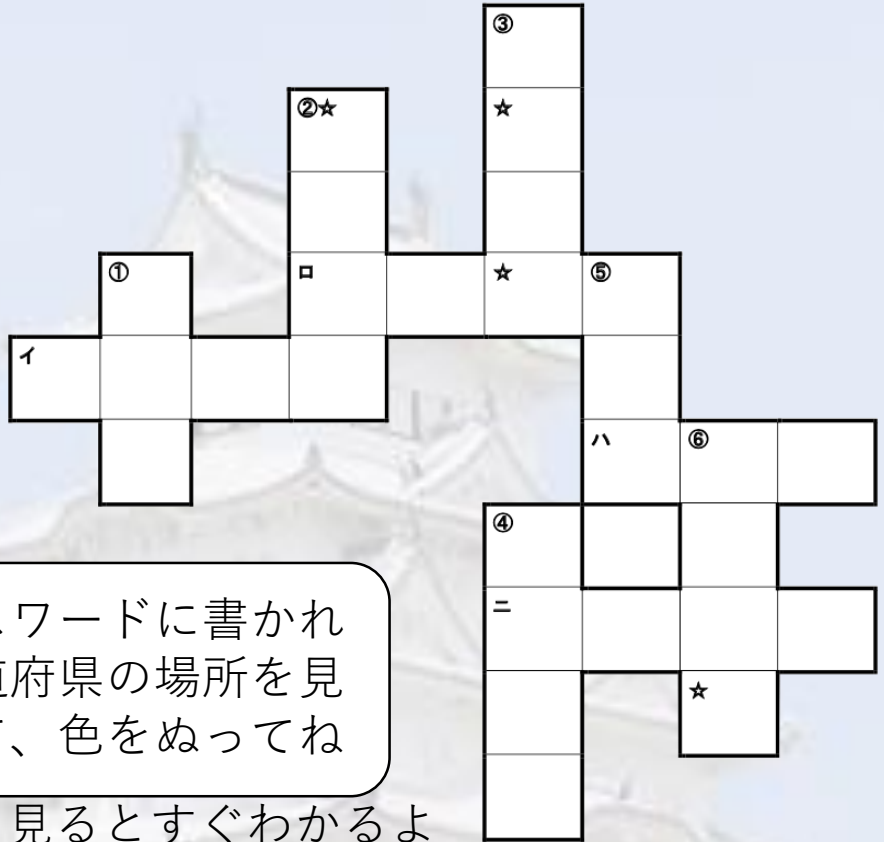 ③
②☆ ☆
① ロ ☆ ⑤
イ
ハ ⑥
④
ニ
☆
ワードに書かれ
府県の場所を見
、色をぬってね
見るとすぐわかるよ